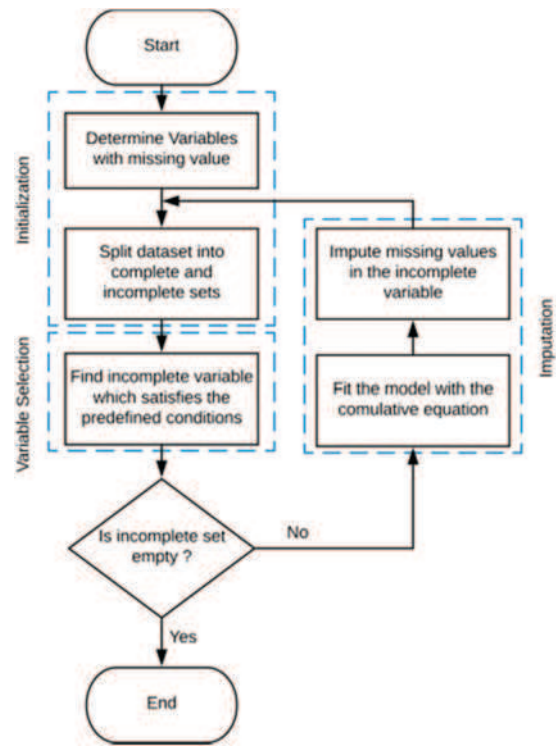 Start
Initialization
Determine Variables
with missing value
Split dataset into
complete and
incomplete sets
Variable Selection
Find incomplete variable
which satisfies the
predefined conditions
Is incomplete set
empty ?
No
Yes
End
Imputation
Impute missing values
in the incomplete
variable
Fit the model with the
comulative equation